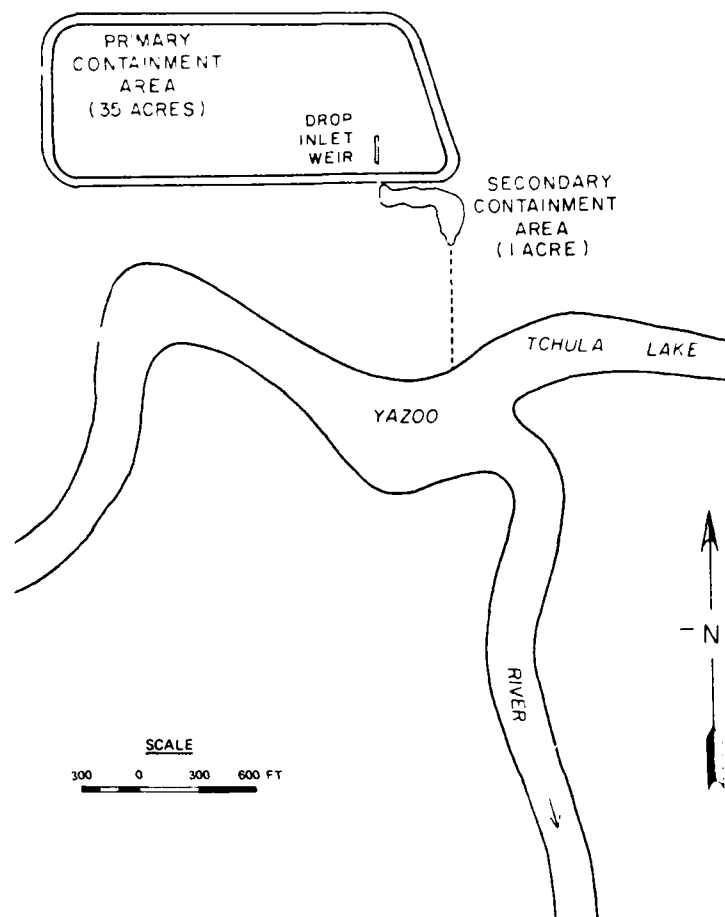 PRIMARY
CONTAINMENT
AREA
(35 ACRES)
DROP
INLET
WEIR
SECONDARY
CONTAINMENT
AREA
(1 ACRE)
TCHULA LAKE
YAZOO
RIVER
N
SCALE
300 0 300 600 FT